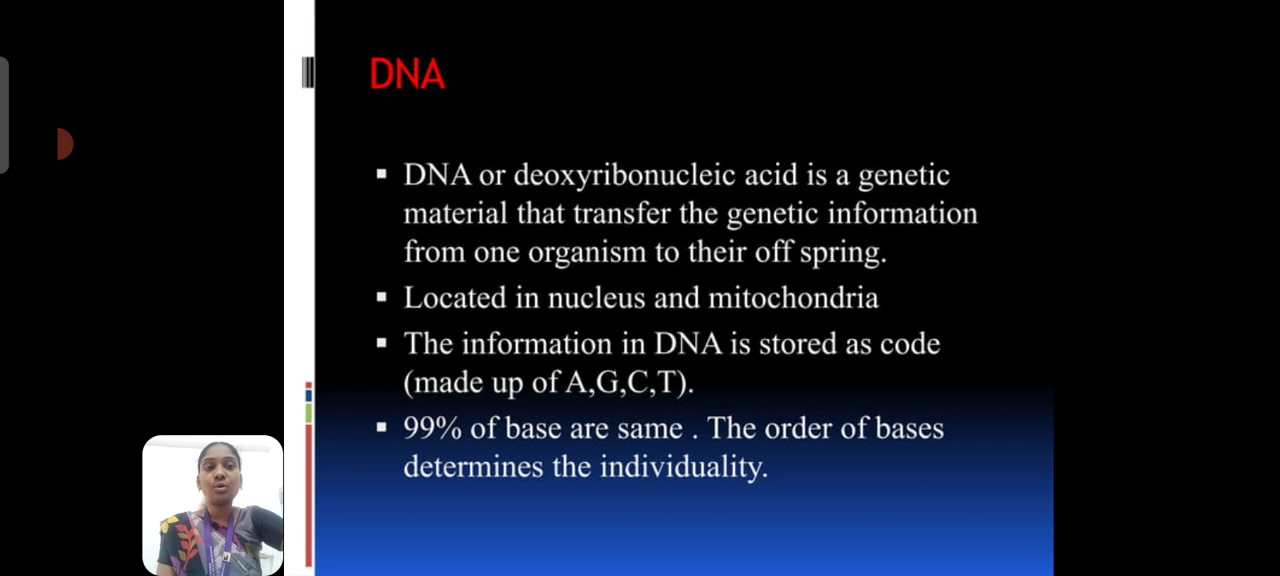 DNA
DNA or deoxyribonucleic acid is a genetic
material that transfer the genetic information
from one organism to their off spring.
Located in nucleus and mitochondria
The information in DNA is stored as code
(made up of A,G,C,T).
99% of base are same . The order of bases
determines the individuality.